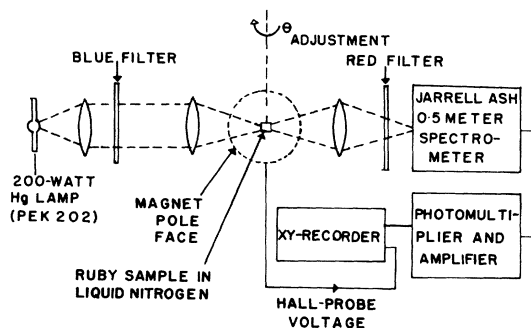 θ
ADJUSTMENT
BLUE FILTER
RED FILTER
JARRELL ASH
0·5 METER
SPECTRO-
METER
200-WATT
Hg LAMP
(PEK 202)
MAGNET
POLE
FACE
XY-RECORDER
PHOTOMULTI-
PLIER AND
AMPLIFIER
RUBY SAMPLE IN
LIQUID NITROGEN
HALL-PROBE
VOLTAGE